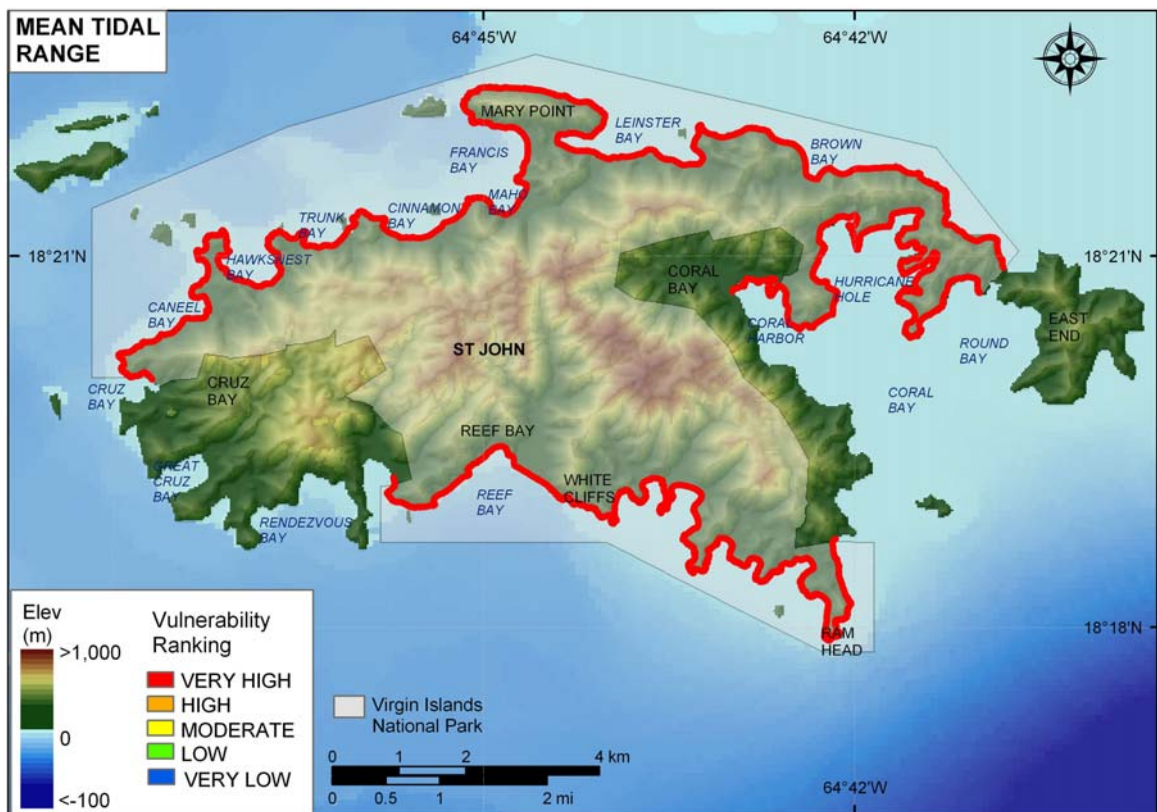 MEAN TIDAL
RANGE
64°45'W
64°42'W
MARY POINT
LEINSTER
BAY
BROWN
BAY
FRANCIS
BAY
MAHO
BAY
CINNAMON
BAY
TRUNK
BAY
HAWKSNEST
BAY
18°21'N
18°21'N
CORAL
BAY
HURRICANE
HOLE
CANEEL
BAY
EAST
END
CORAL
HARBOR
ROUND
BAY
ST JOHN
CRUZ
BAY
CRUZ
BAY
CORAL
BAY
REEF BAY
GREAT
CRUZ
BAY
WHITE
CLIFFS
REEF
BAY
RENDEZVOUS
BAY
18°18'N
RAM
HEAD
Elev
(m)
>1,000
0
<-100
Vulnerability
Ranking
VERY HIGH
HIGH
MODERATE
LOW
VERY LOW
Virgin Islands
National Park
0 1 2 4 km
0 0.5 1 2 mi
64°42'W